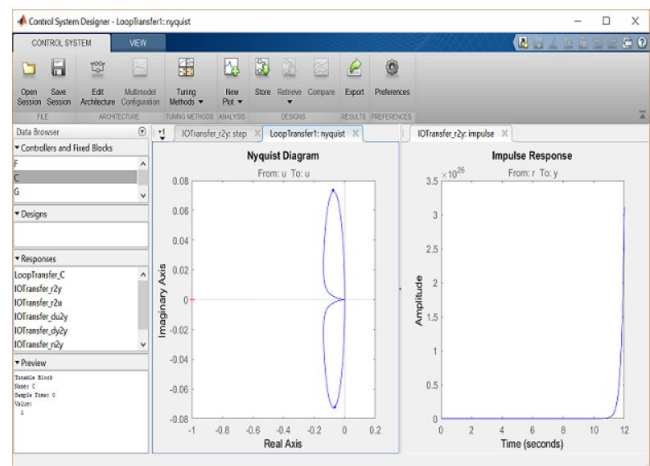 Control System Designer - LoopTransfer1: nyquist
CONTROL SYSTEM
VIEW
Open Session
Save Session
Edit Architecture
Multimodel Configuration
Tuning Methods
New Plot
Store
Retrieve
Compare
Export
Preferences
FILE
ARCHITECTURE
TUNING METHODS
ANALYSIS
DESIGNS
RESULTS
PREFERENCES
Data Browser
Controllers and Fixed Blocks
F
C
G
Designs
Responses
LoopTransfer_C
IOTransfer_r2y
IOTransfer_r2u
IOTransfer_du2y
IOTransfer_dy2y
IOTransfer_n2y
Preview
Tunable Block
Name: C
Sample Time: 0
Value:
1
IOTransfer_r2y: step
LoopTransfer1: nyquist
Nyquist Diagram
From: u To: u
Imaginary Axis
0.08
0.06
0.04
0.02
0
-0.02
-0.04
-0.06
-0.08
-1 -0.8 -0.6 -0.4 -0.2 0 0.2
Real Axis
IOTransfer_r2y: impulse
Impulse Response
From: r To: y
×10^26
Amplitude
3.5
3
2.5
2
1.5
1
0.5
0
0 2 4 6 8 10 12
Time (seconds)